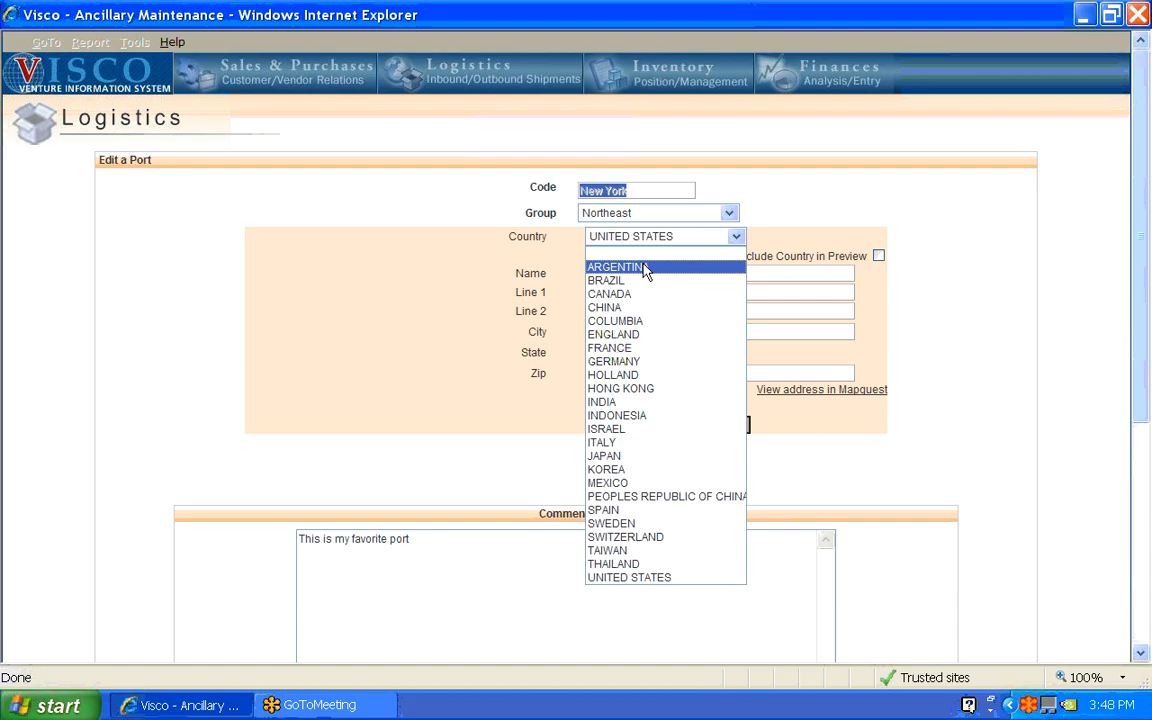 Visco - Ancillary Maintenance - Windows Internet Explorer
GoTo Report Tools Help
VISCO
VENTURE INFORMATION SYSTEM
Sales & Purchases
Customer/Vendor Relations
Logistics
Inbound/Outbound Shipments
Inventory
Position/Management
Finances
Analysis/Entry
Logistics
Edit a Port
Code New York
Group Northeast
Country UNITED STATES
clude Country in Preview
Name
Line 1
Line 2
City
State
Zip
View address in Mapquest
ARGENTIN
BRAZIL
CANADA
CHINA
COLUMBIA
ENGLAND
FRANCE
GERMANY
HOLLAND
HONG KONG
INDIA
INDONESIA
ISRAEL
ITALY
JAPAN
KOREA
MEXICO
PEOPLES REPUBLIC OF CHINA
SPAIN
SWEDEN
SWITZERLAND
TAIWAN
THAILAND
UNITED STATES
Commen
This is my favorite port
Done
Trusted sites
100%
start
Visco - Ancillary ...
GoToMeeting
3:48 PM